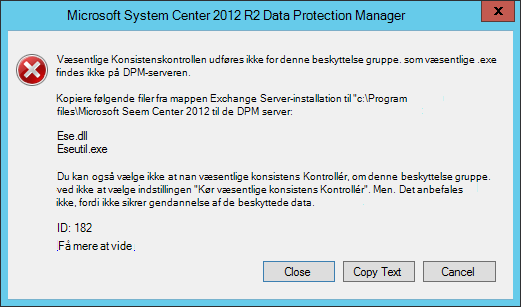 Microsoft System Center 2012 R2 Data Protection Manager
x
Væsentlige Konsistenskontrollen udføres ikke for denne beskyttelse gruppe. som væsentlige .exe
findes ikke på DPM-serveren.
Kopiere følgende filer fra mappen Exchange Server-installation til "c:\Program
files\Microsoft Seem Center 2012 til de DPM server:
Ese.dll
Eseutil.exe
Du kan også vælge ikke at nan væsentlige konsistens Kontrollér, om denne beskyttelse gruppe.
ved ikke at vælge indstillingen "Kør væsentlige konsistens Kontrollér". Men. Det anbefales
ikke, fordi ikke sikrer gendannelse af de beskyttede data.
ID: 182
Få mere at vide
Close
Copy Text
Cancel